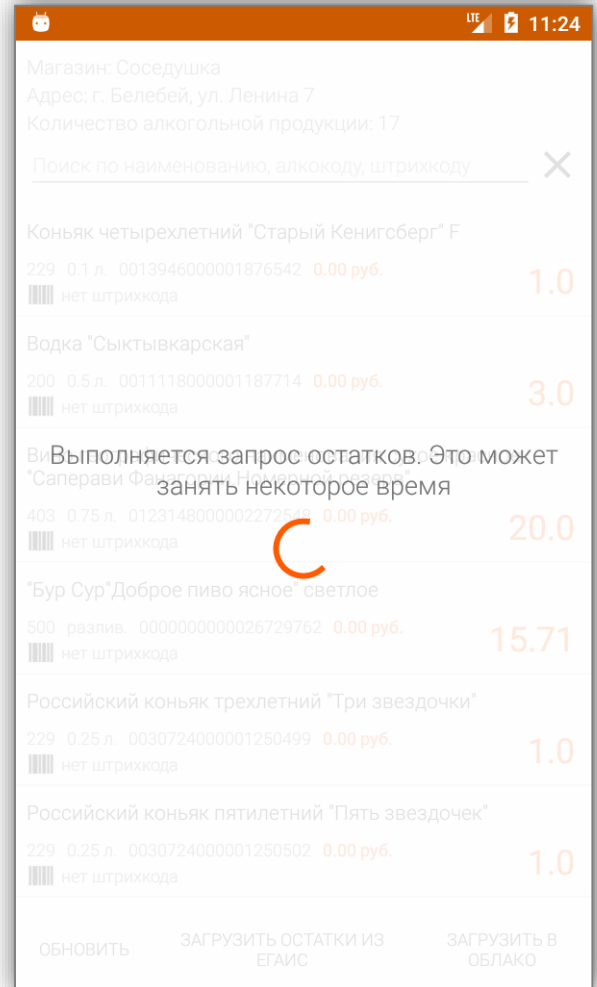 LTE 11:24
Магазин: Соседушка
Адрес: г. Белебей, ул. Ленина 7
Количество алкогольной продукции: 17
Поиск по наименованию, алкокоду, штрихкоду
Коньяк четырехлетний "Старый Кенигсберг" F
229 0.1 л. 0013946000001876542 0.00 руб.
нет штрихкода
1.0
Водка "Сыктывкарская"
200 0.5 л. 0011118000001187714 0.00 руб.
нет штрихкода
3.0
Выполняется запрос остатков. Это может
занять некоторое время
"Саперави Фанагории Номерной резерв"
403 0.75 л. 0123148000002272548 0.00 руб.
нет штрихкода
20.0
"Бур Сур"Доброе пиво ясное" светлое
500 разлив. 0000000000026729762 0.00 руб.
нет штрихкода
15.71
Российский коньяк трехлетний "Три звездочки"
229 0.25 л. 0030724000001250499 0.00 руб.
нет штрихкода
1.0
Российский коньяк пятилетний "Пять звездочек"
229 0.25 л. 0030724000001250502 0.00 руб.
нет штрихкода
1.0
ОБНОВИТЬ
ЗАГРУЗИТЬ ОСТАТКИ ИЗ
ЕГАИС
ЗАГРУЗИТЬ В
ОБЛАКО